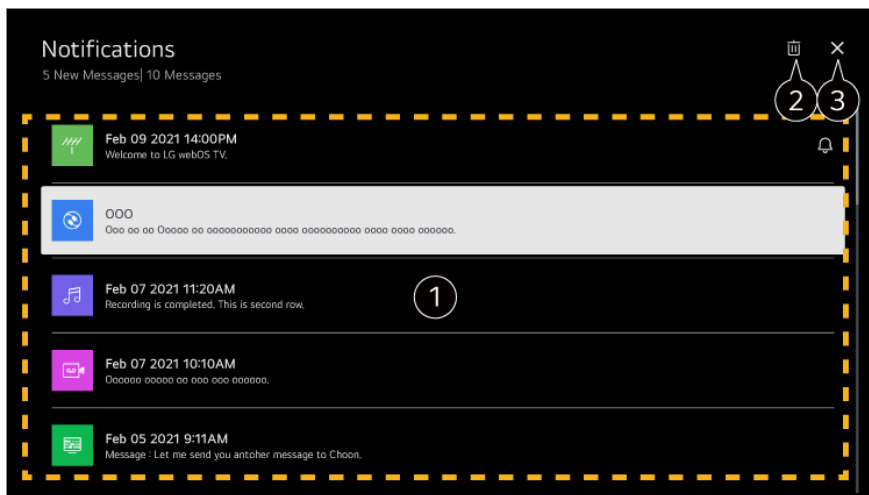 Notifications
5 New Messages| 10 Messages
2 3
Feb 09 2021 14:00PM
Welcome to LG webOS TV.
OOO
Ooo oo oo Ooooo oo ooooooooooo oooo oooooooooo oooo oooo oooooo.
Feb 07 2021 11:20AM
Recording is completed. This is second row.
1
Feb 07 2021 10:10AM
Oooooo ooooo oo ooo ooo oooooo.
Feb 05 2021 9:11AM
Message : Let me send you antoher message to Choon.